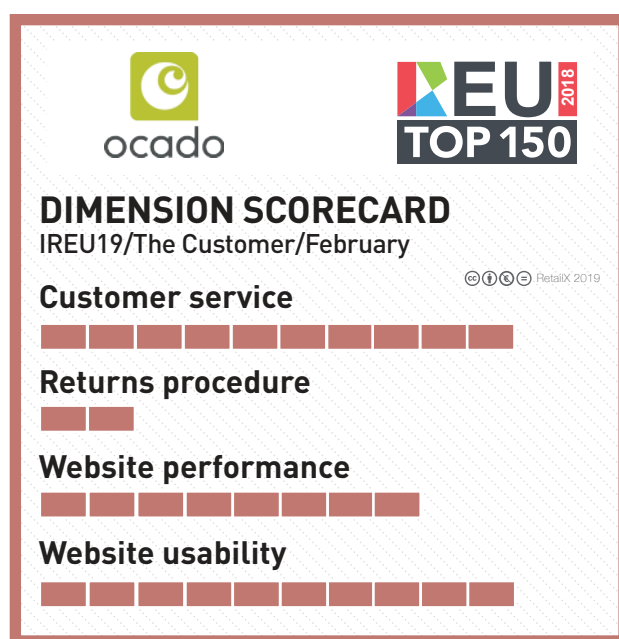 ocado
REU
2018
TOP 150
DIMENSION SCORECARD
IREU19/The Customer/February
RetailX 2019
Customer service
Returns procedure
Website performance
Website usability